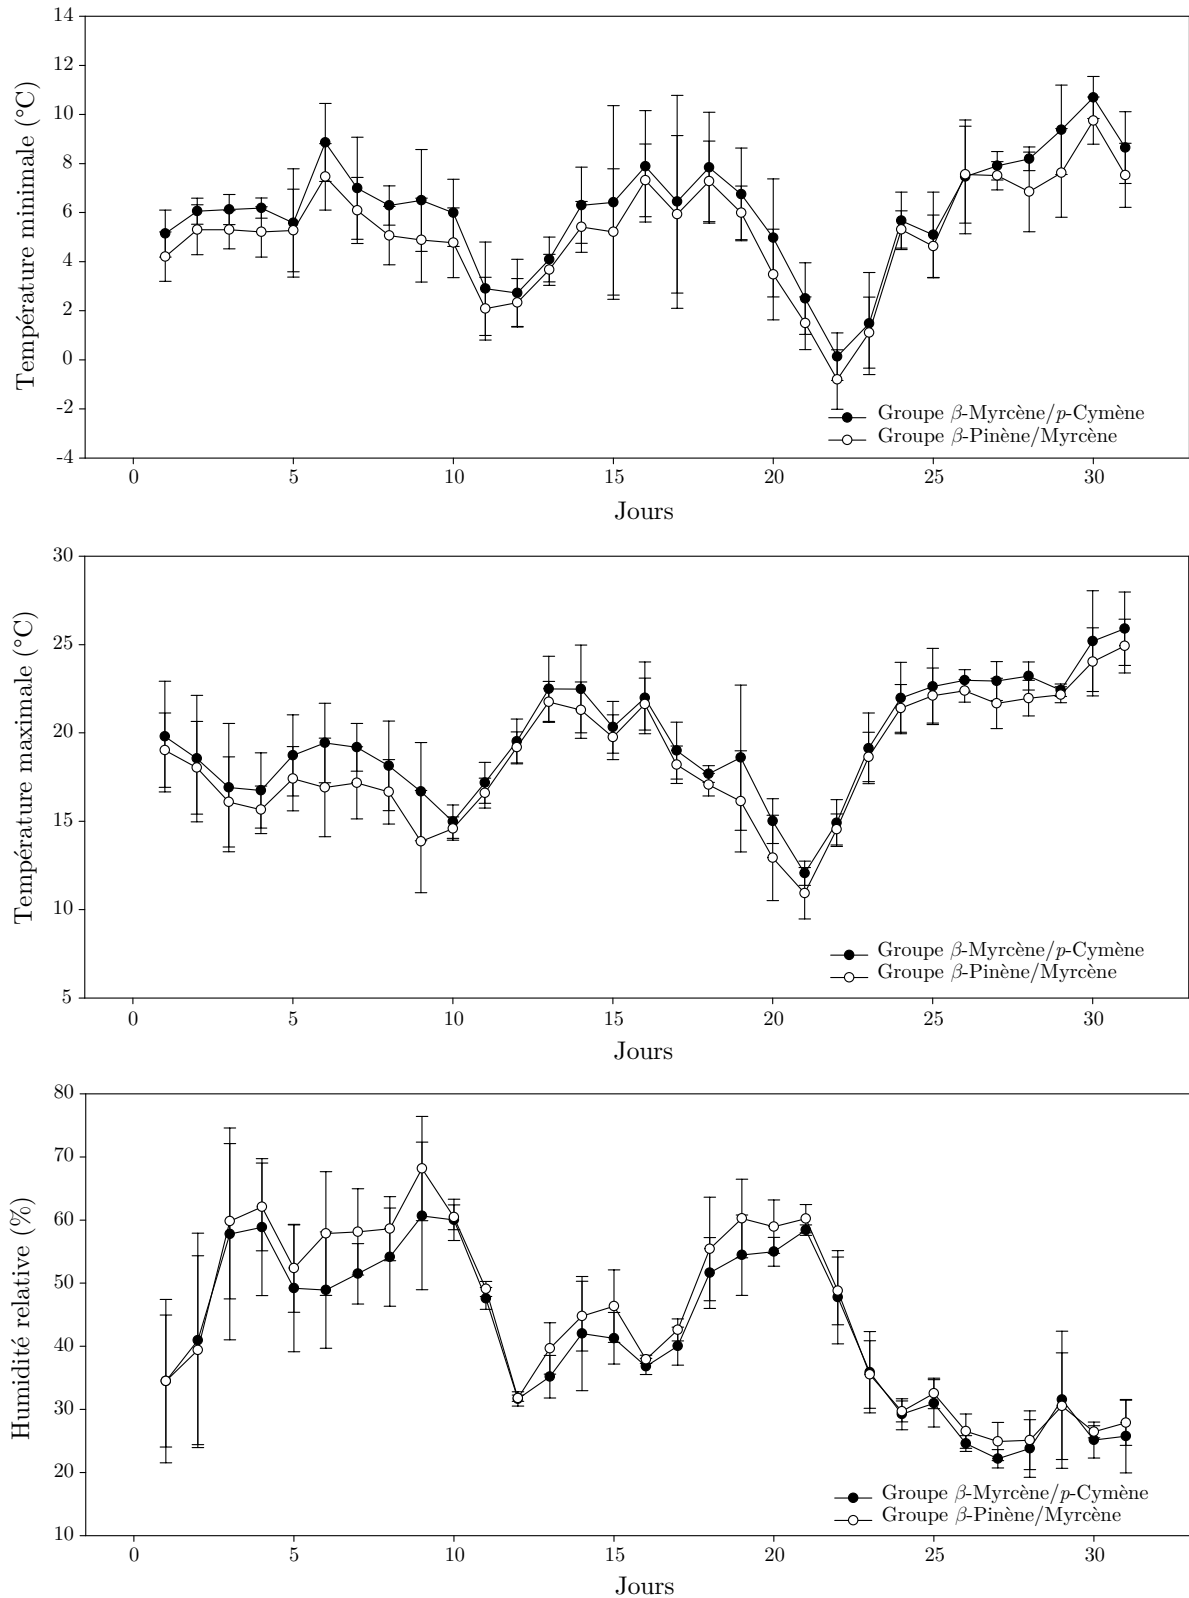 14
12
10
8
6
4
2
0
-2
-4
Température minimale (°C)
Groupe β-Myrcène/p-Cymène
Groupe β-Pinène/Myrcène
0 5 10 15 20 25 30
Jours
30
25
20
15
10
5
Température maximale (°C)
Groupe β-Myrcène/p-Cymène
Groupe β-Pinène/Myrcène
0 5 10 15 20 25 30
Jours
80
70
60
50
40
30
20
10
Humidité relative (%)
Groupe β-Myrcène/p-Cymène
Groupe β-Pinène/Myrcène
0 5 10 15 20 25 30
Jours